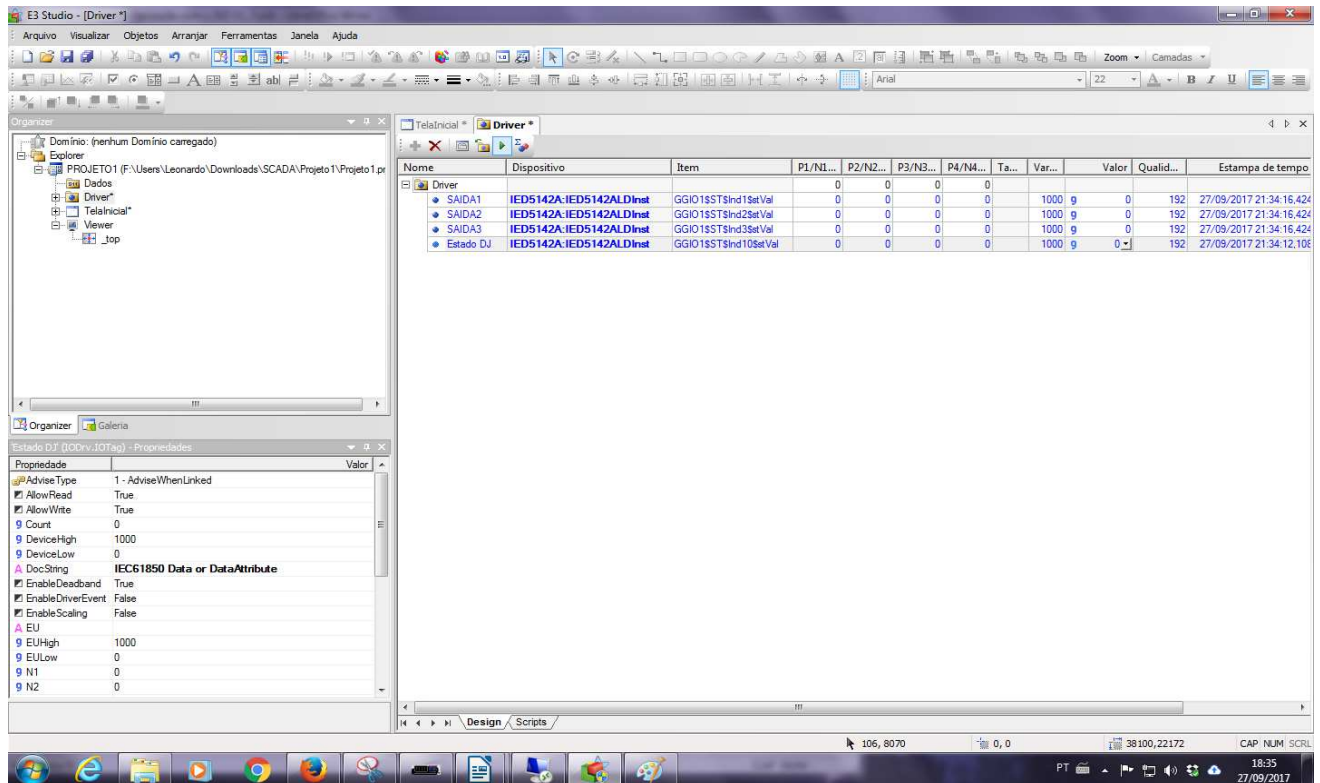 E3 Studio - [Driver *]
Arquivo Visualizar Objetos Arranjar Ferramentas Janela Ajuda
Zoom Camadas
Arial 22 A B I U
Organizer
Domínio: (nenhum Domínio carregado)
Explorer
PROJETO1 (F:\Users\Leonardo\Downloads\SCADA\Projeto1\Projeto1.pr
Dados
Driver*
TelaInicial*
Viewer
_top
Organizer Galeria
'Estado DJ' (IODrv.IOTag) - Propriedades
Propriedade Valor
AdviseType 1 - AdviseWhenLinked
AllowRead True
AllowWrite True
Count 0
DeviceHigh 1000
DeviceLow 0
DocString IEC61850 Data or DataAttribute
EnableDeadband True
EnableDriverEvent False
EnableScaling False
EU
EUHigh 1000
EULow 0
N1 0
N2 0
TelaInicial * Driver *
Nome Dispositivo Item P1/N1... P2/N2... P3/N3... P4/N4... Ta... Var... Valor Qualid... Estampa de tempo
Driver 0 0 0 0
SAIDA1 IED5142A:IED5142ALDInst GGIO1$ST$Ind1$stVal 0 0 0 0 1000 9 0 192 27/09/2017 21:34:16,424
SAIDA2 IED5142A:IED5142ALDInst GGIO1$ST$Ind2$stVal 0 0 0 0 1000 9 0 192 27/09/2017 21:34:16,424
SAIDA3 IED5142A:IED5142ALDInst GGIO1$ST$Ind3$stVal 0 0 0 0 1000 9 0 192 27/09/2017 21:34:16,424
Estado DJ IED5142A:IED5142ALDInst GGIO1$ST$Ind10$stVal 0 0 0 0 1000 9 0 192 27/09/2017 21:34:12,108
Design Scripts
106, 8070 0, 0 38100,22172 CAP NUM SCRL
PT 18:35
27/09/2017